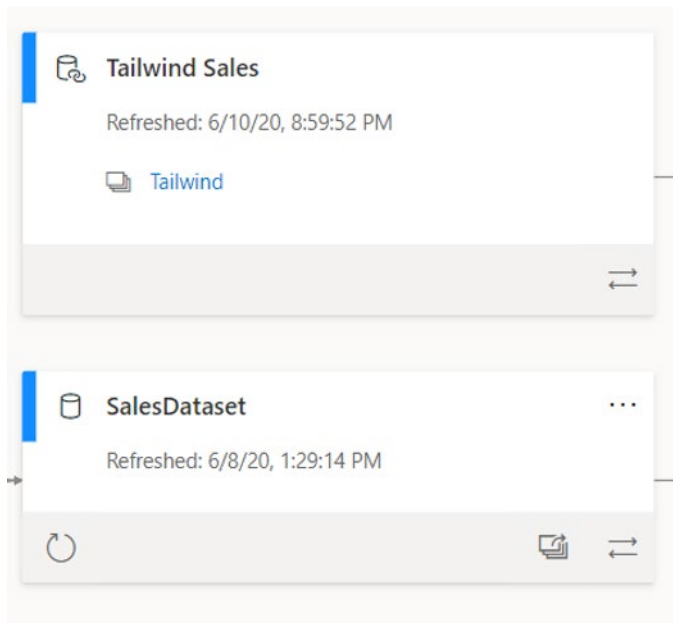 Tailwind Sales
Refreshed: 6/10/20, 8:59:52 PM
Tailwind
SalesDataset
Refreshed: 6/8/20, 1:29:14 PM